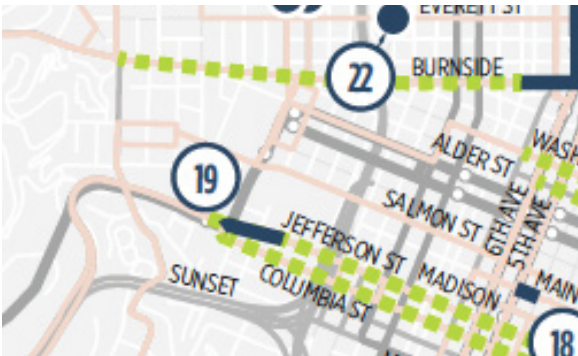 EVERETT ST
22
BURNSIDE
ALDER ST
WASH
19
SALMON ST
6TH AVE
5TH AVE
JEFFERSON ST
MADISON
MAIN
SUNSET
COLUMBIA ST
18